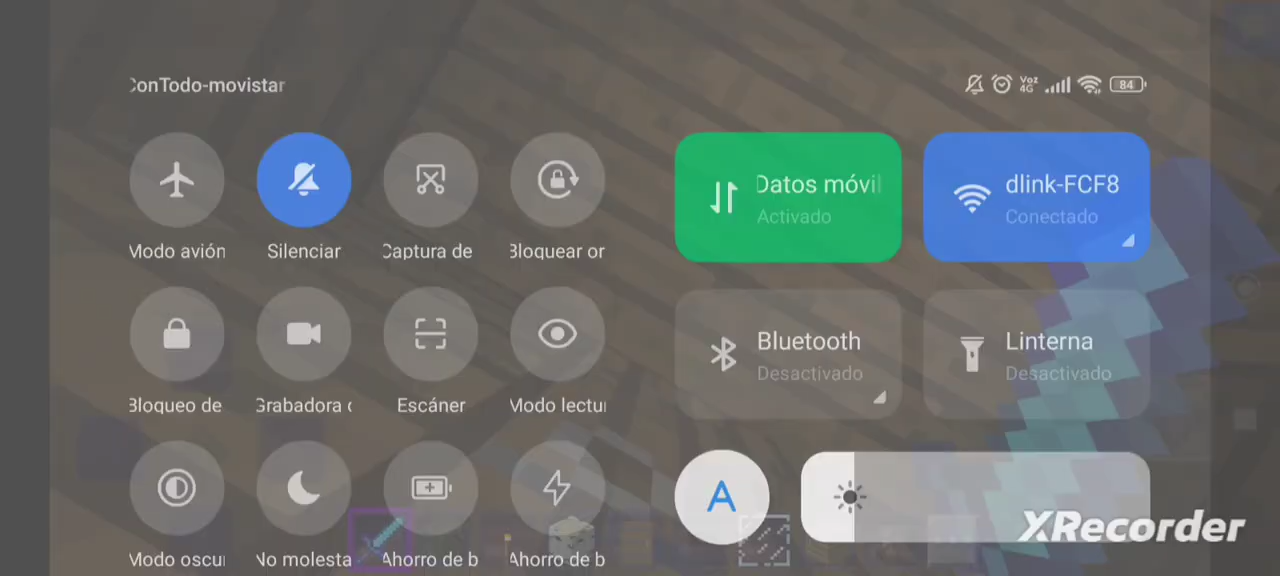 ConTodo-movistar
Voz 4G
84
Modo avión
Silenciar
Captura de
Bloquear or
Datos móvil
Activado
dlink-FCF8
Conectado
Bloqueo de
Grabadora
Escáner
Modo lectu
Bluetooth
Desactivado
Linterna
Desactivado
A
Modo oscu
No molesta
Ahorro de b
Ahorro de b
XRecorder